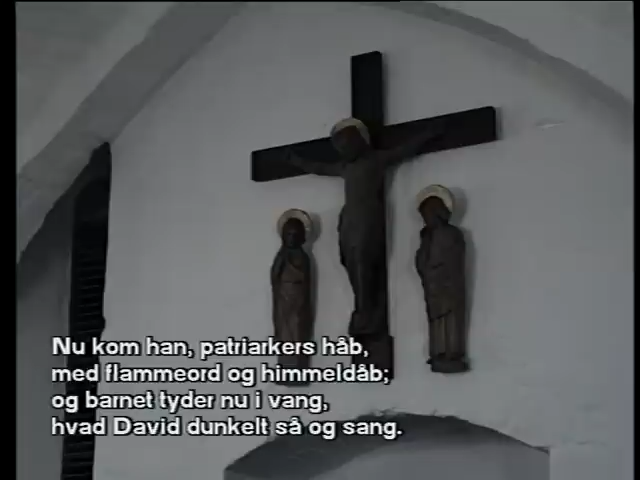 Nu kom han, patriarkers håb,
med flammeord og himmeldåb;
og barnet tyder nu i vang,
hvad David dunkelt så og sang.